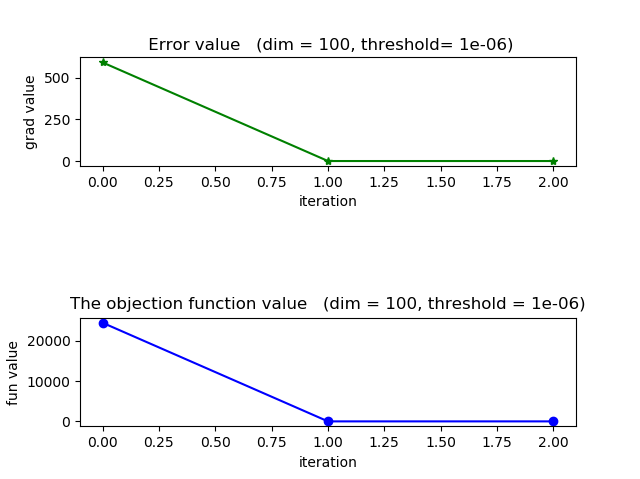 Error value   (dim = 100, threshold= 1e-06)
grad value
500
250
0
0.00 0.25 0.50 0.75 1.00 1.25 1.50 1.75 2.00
iteration
The objection function value   (dim = 100, threshold = 1e-06)
fun value
20000
10000
0
0.00 0.25 0.50 0.75 1.00 1.25 1.50 1.75 2.00
iteration